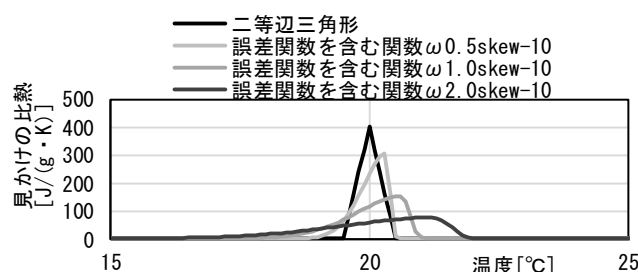 二等辺三角形
誤差関数を含む関数ω0.5skew-10
誤差関数を含む関数ω1.0skew-10
誤差関数を含む関数ω2.0skew-10
見かけの比熱
[J/(g・K)]
500
400
300
200
100
0
15
20
25
温度[℃]